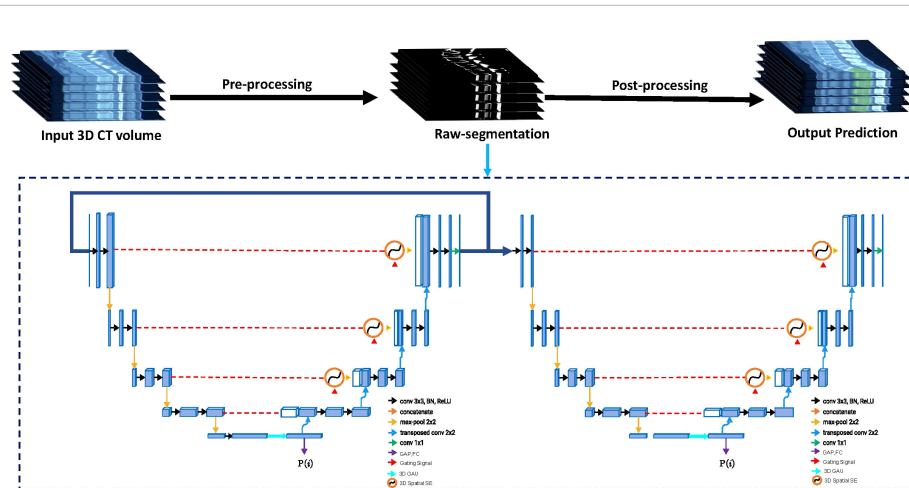 Pre-processing
Post-processing
Input 3D CT volume
Raw-segmentation
Output Prediction
conv 3x3, BN, ReLU
concatenate
max-pool 2x2
transposed conv 2x2
conv 1x1
GAP,FC
Gating Signal
3D GAU
3D Spatial SE
P(i)
conv 3x3, BN, ReLU
concatenate
max-pool 2x2
transposed conv 2x2
conv 1x1
GAP,FC
Gating Signal
3D GAU
3D Spatial SE
P(i)